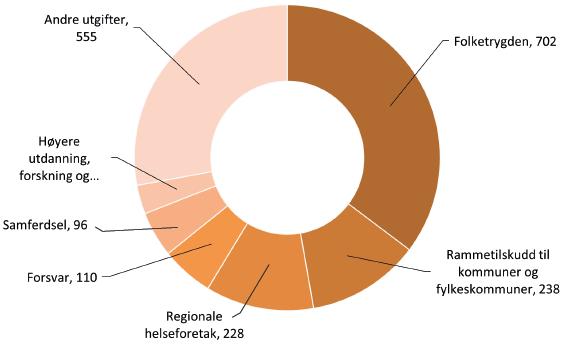 Andre utgifter,
555
Folketrygden, 702
Høyere
utdanning,
forskning og...
Samferdsel, 96
Forsvar, 110
Regionale
helseforetak, 228
Rammetilskudd til
kommuner og
fylkeskommuner, 238